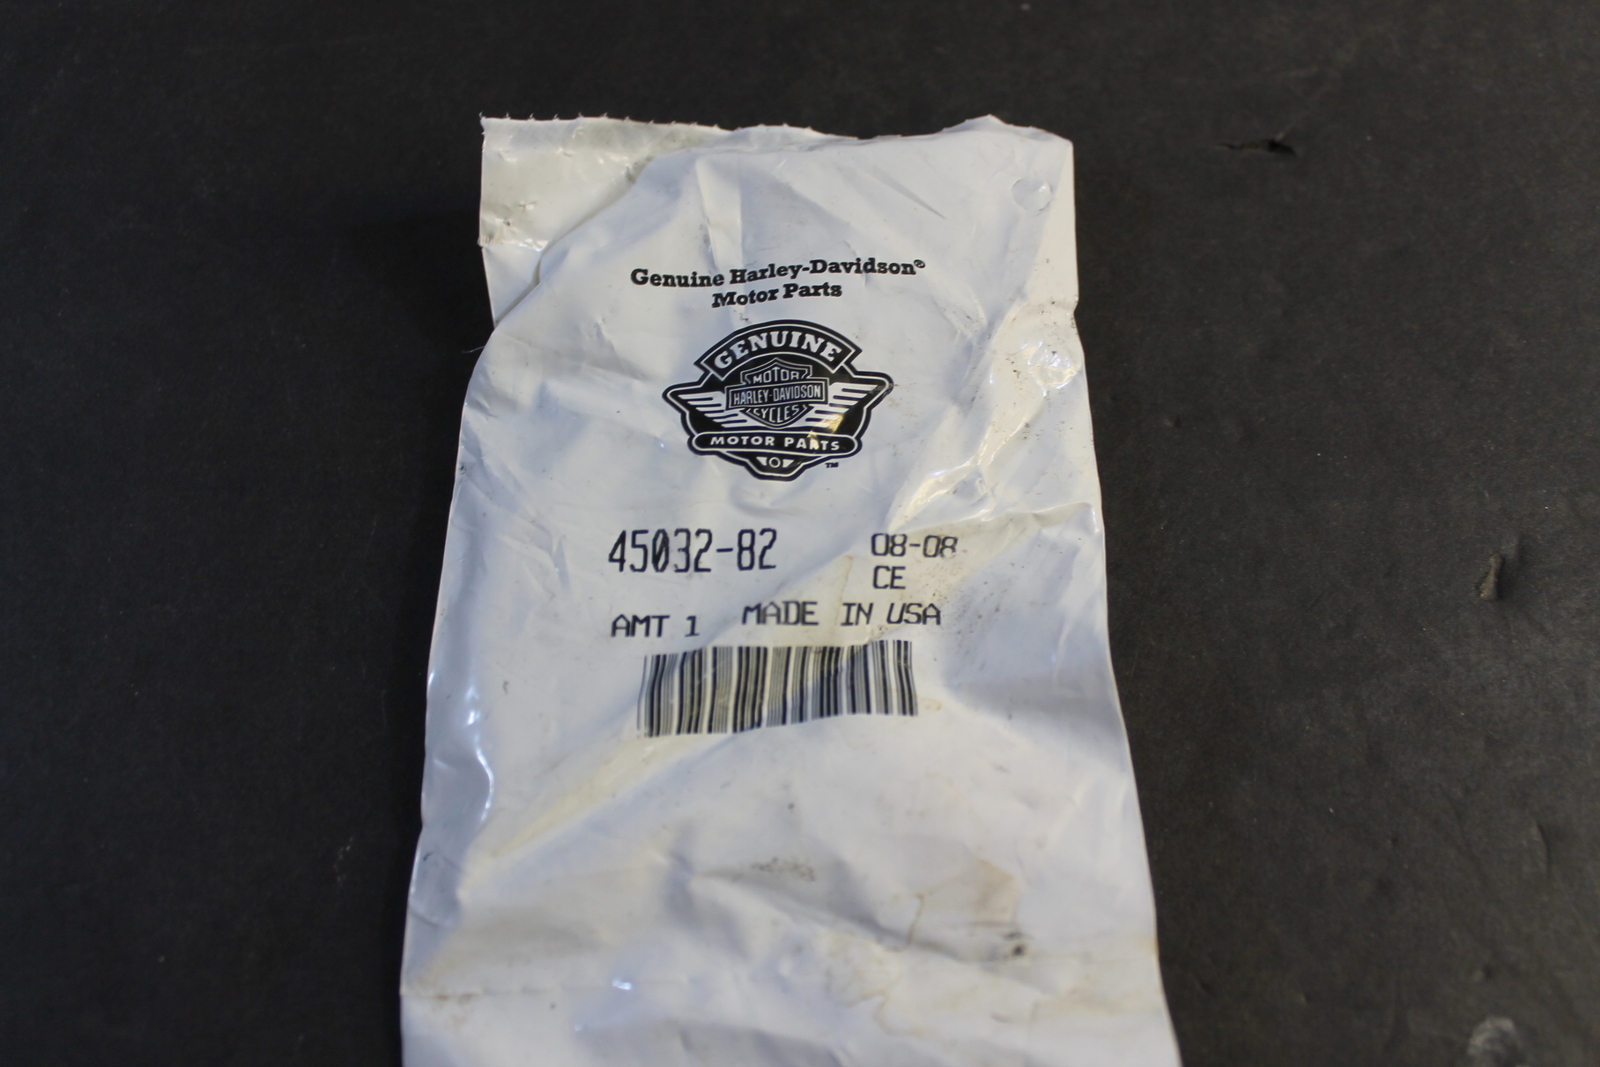 Genuine Harley-Davidson®
Motor Parts
GENUINE
MOTOR
HARLEY-DAVIDSON
CYCLES
MOTOR PARTS
™
45032-82
08-08
CE
AMT 1
MADE IN USA